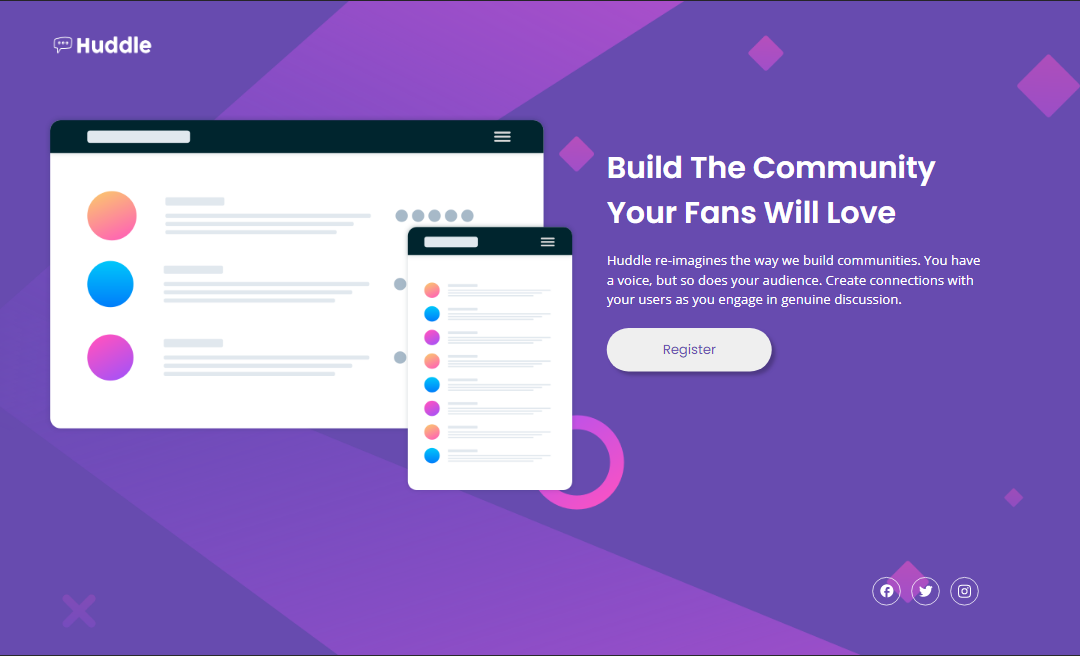 Huddle
Build The Community
Your Fans Will Love
Huddle re-imagines the way we build communities. You have
a voice, but so does your audience. Create connections with
your users as you engage in genuine discussion.
Register